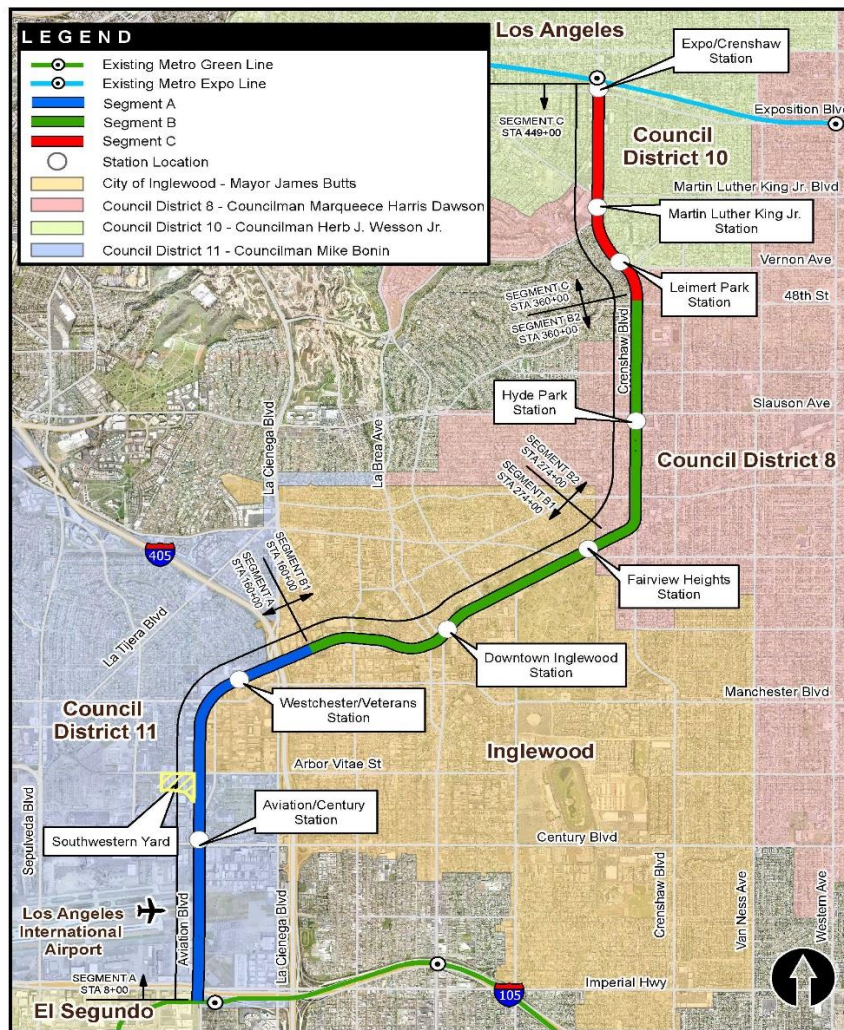 LEGEND
Existing Metro Green Line
Existing Metro Expo Line
Segment A
Segment B
Segment C
Station Location
City of Inglewood - Mayor James Butts
Council District 8 - Councilman Marqueece Harris Dawson
Council District 10 - Councilman Herb J. Wesson Jr.
Council District 11 - Councilman Mike Bonin
Los Angeles
Expo/Crenshaw
Station
Exposition Blvd
SEGMENT C
STA 449+00
Council
District 10
Martin Luther King Jr. Blvd
Martin Luther King Jr.
Station
Vernon Ave
Leimert Park
Station
48th St
SEGMENT C
STA 360+00
SEGMENT B2
STA 360+00
Crenshaw Blvd
Hyde Park
Station
Slauson Ave
La Cienega Blvd
La Brea Ave
Council District 8
SEGMENT B2
STA 274+00
SEGMENT B1
STA 274+00
405
SEGMENT B1
STA 160+00
SEGMENT A
STA 160+00
Fairview Heights
Station
La Tijera Blvd
Downtown Inglewood
Station
Westchester/Veterans
Station
Manchester Blvd
Council
District 11
Inglewood
Arbor Vitae St
Aviation/Century
Station
Southwestern Yard
Century Blvd
Sepulveda Blvd
Aviation Blvd
La Cienega Blvd
Crenshaw Blvd
Van Ness Ave
Western Ave
Los Angeles
International
Airport
SEGMENT A
STA 8+00
El Segundo
Imperial Hwy
105